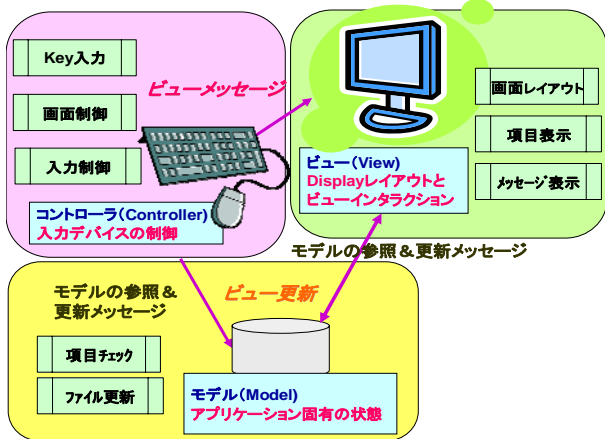 Key入力
画面制御
入力制御
ビューメッセージ
コントローラ(Controller)
入力デバイスの制御
画面レイアウト
項目表示
メッセージ表示
ビュー(View)
Displayレイアウトと
ビューインタラクション
モデルの参照&更新メッセージ
モデルの参照&
更新メッセージ
ビュー更新
項目チェック
ファイル更新
モデル(Model)
アプリケーション固有の状態